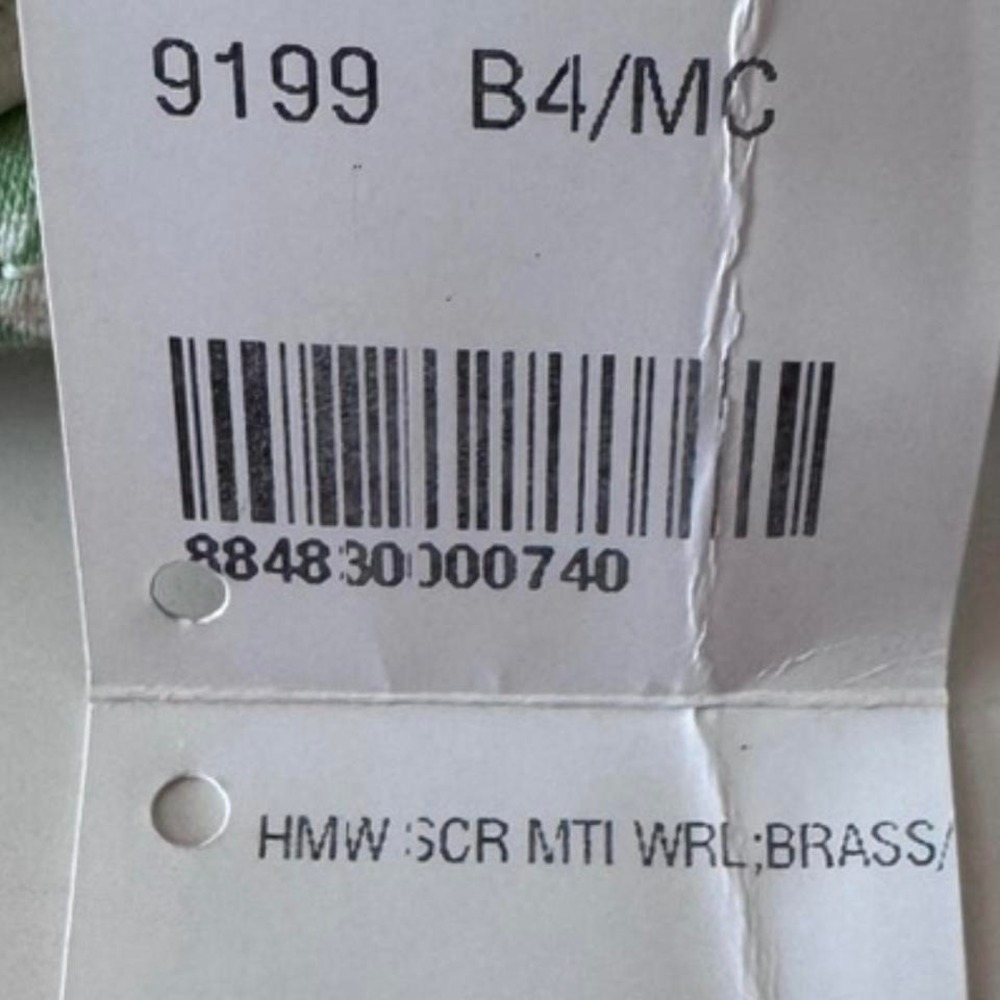 9199 B4/MC
884830000740
HMW SCR MTI WRL;BRASS/